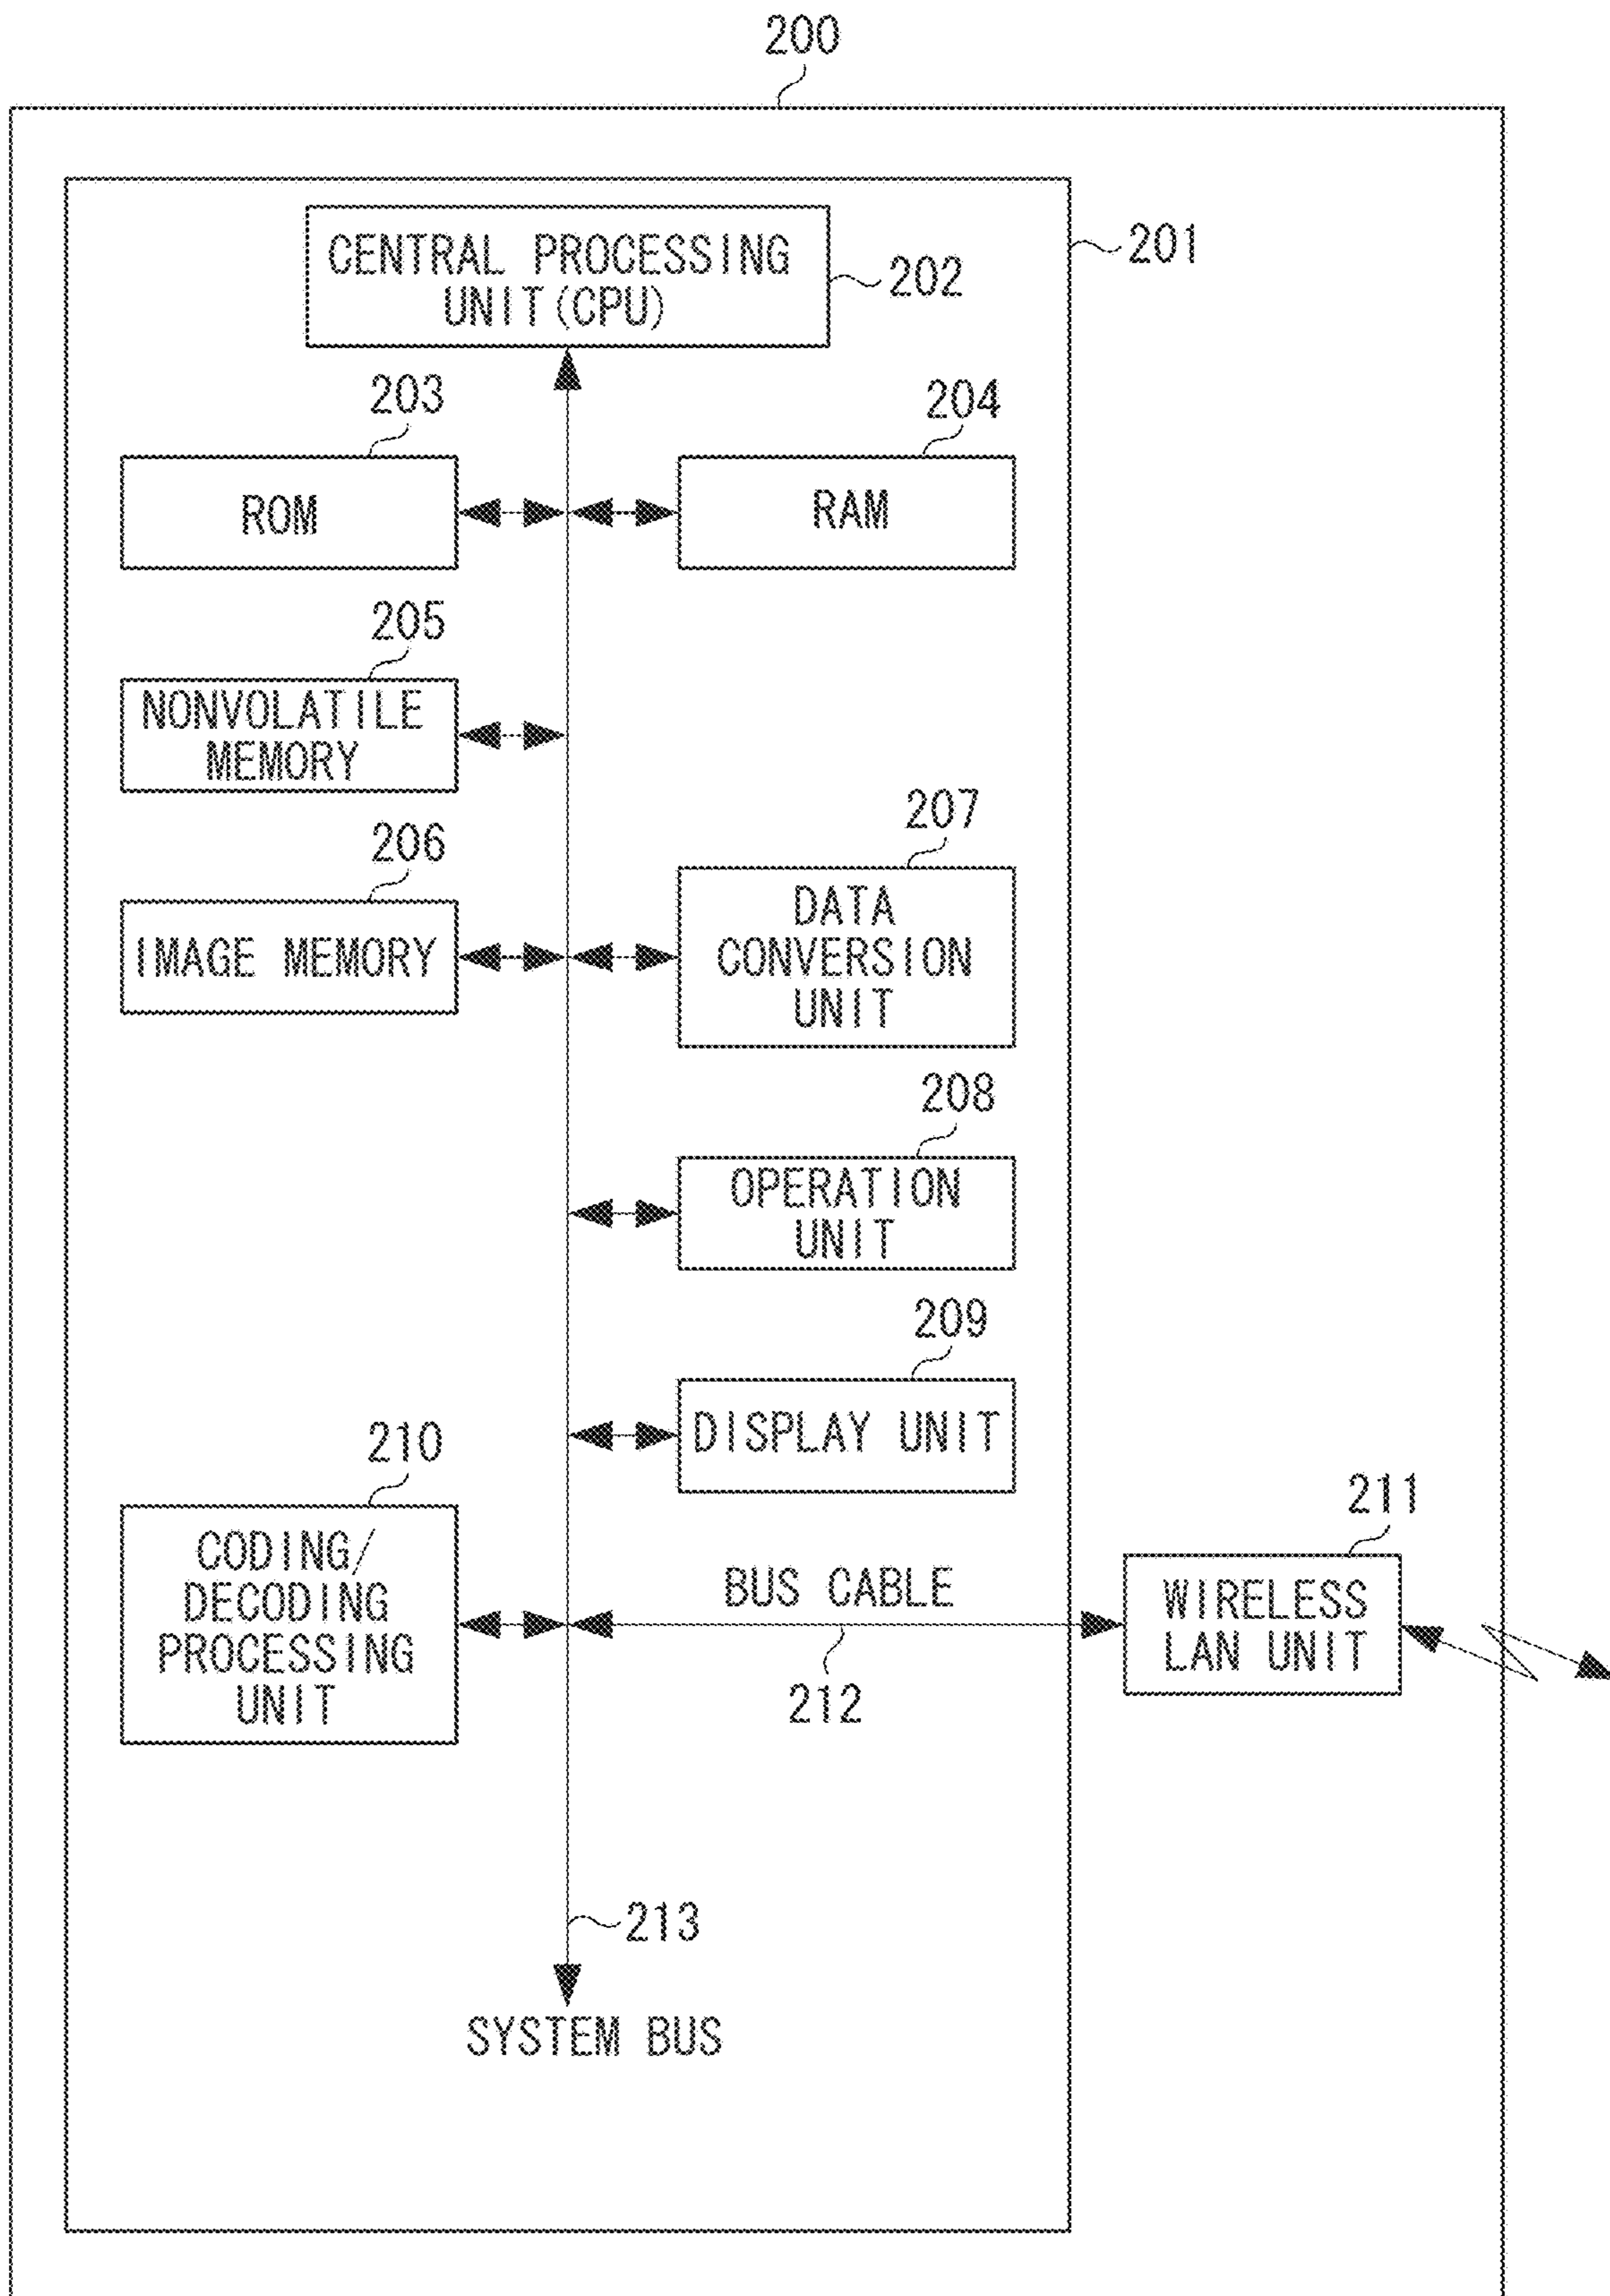 200
201
CENTRAL PROCESSING
UNIT(CPU)
202
203
204
ROM
RAM
205
NONVOLATILE
MEMORY
206
207
IMAGE MEMORY
DATA
CONVERSION
UNIT
208
OPERATION
UNIT
209
DISPLAY UNIT
210
211
CODING/
DECODING
PROCESSING
UNIT
BUS CABLE
212
WIRELESS
LAN UNIT
213
SYSTEM BUS